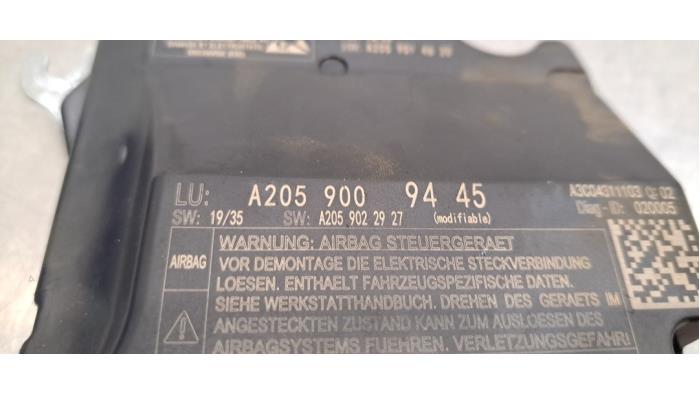 LU: A205 900 94 45
SW: 19/35 SW: A205 902 29 27 (modifiable)
A3C04311103
Diag-ID: 020005
AIRBAG
WARNUNG: AIRBAG STEUERGERAET
VOR DEMONTAGE DIE ELEKTRISCHE STECKVERBINDUNG
LOESEN. ENTHAELT FAHRZEUGSPEZIFISCHE DATEN.
SIEHE WERKSTATTHANDBUCH. DREHEN DES GERAETS IM
ANGESTECKTEN ZUSTAND KANN ZUM AUSLOESEN DES
AIRBAGSYSTEMS FUEHREN. VERLETZUNGSGEFAHR!